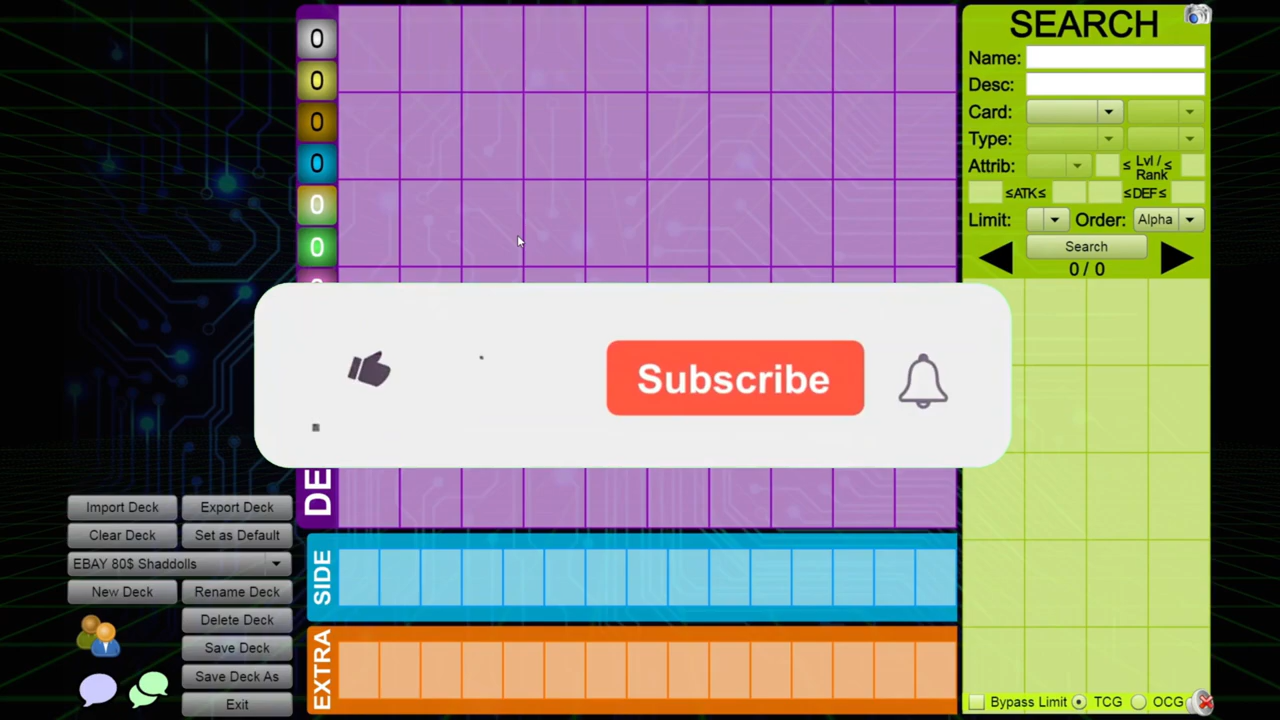 0
0
0
0
0
0
DE
SIDE
EXTRA
Subscribe
SEARCH
Name:
Desc:
Card:
Type:
Attrib: ≤ Lvl / Rank ≤
≤ATK≤ ≤DEF≤
Limit: Order: Alpha
Search
0 / 0
Import Deck Export Deck
Clear Deck Set as Default
EBAY 80$ Shaddolls
New Deck Rename Deck
Delete Deck
Save Deck
Save Deck As
Exit
Bypass Limit TCG OCG